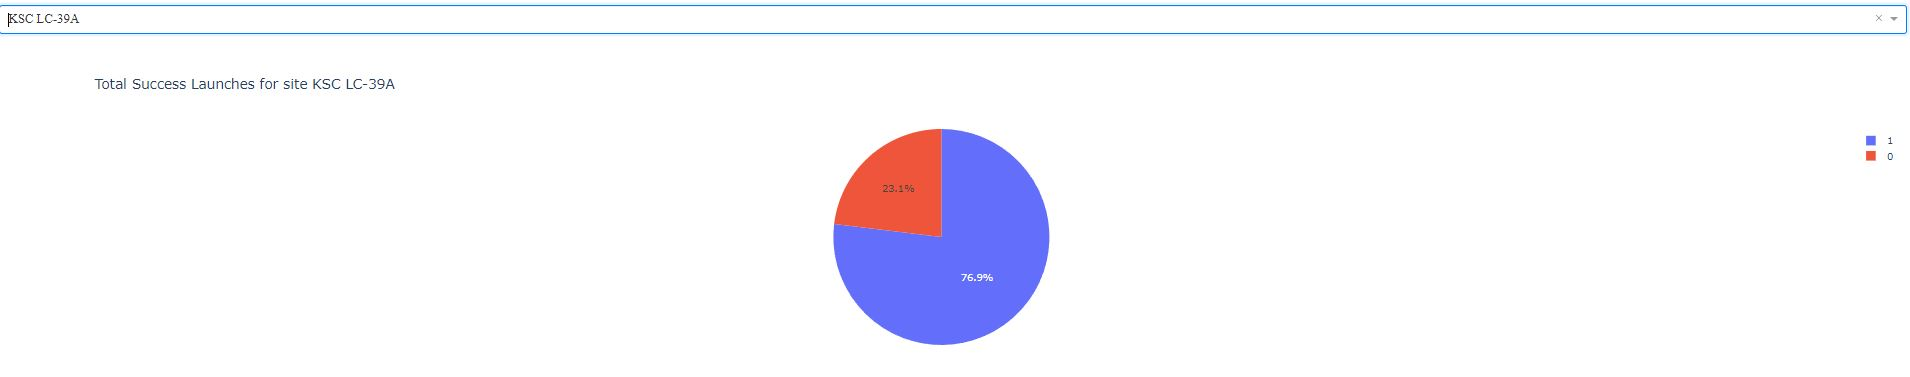 KSC LC-39A
Total Success Launches for site KSC LC-39A
1
0
23.1%
76.9%